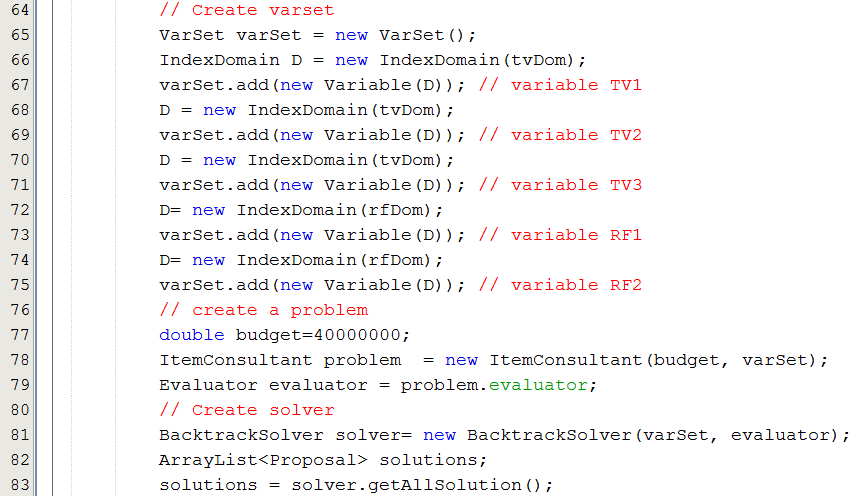 64 // Create varset
65 VarSet varSet = new VarSet();
66 IndexDomain D = new IndexDomain(tvDom);
67 varSet.add(new Variable(D)); // variable TV1
68 D = new IndexDomain(tvDom);
69 varSet.add(new Variable(D)); // variable TV2
70 D = new IndexDomain(tvDom);
71 varSet.add(new Variable(D)); // variable TV3
72 D= new IndexDomain(rfDom);
73 varSet.add(new Variable(D)); // variable RF1
74 D= new IndexDomain(rfDom);
75 varSet.add(new Variable(D)); // variable RF2
76 // create a problem
77 double budget=40000000;
78 ItemConsultant problem  = new ItemConsultant(budget, varSet);
79 Evaluator evaluator = problem.evaluator;
80 // Create solver
81 BacktrackSolver solver= new BacktrackSolver(varSet, evaluator);
82 ArrayList<Proposal> solutions;
83 solutions = solver.getAllSolution();